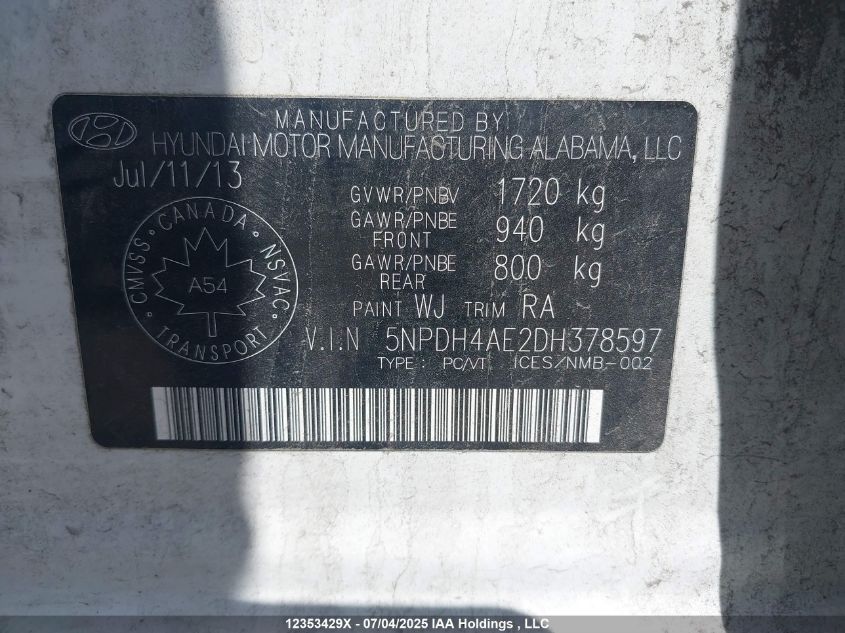 MANUFACTURED BY
HYUNDAI MOTOR MANUFACTURING ALABAMA, LLC
Jul/11/13
GVWR/PNBV 1720 kg
GAWR/PNBE FRONT 940 kg
GAWR/PNBE REAR 800 kg
CANADA
CMVSS
NSVAC
A54
TRANSPORT
PAINT WJ TRIM RA
V.I.N 5NPDH4AE2DH378597
TYPE: PC/VT ICES/NMB-002
12353429X - 07/04/2025 IAA Holdings , LLC